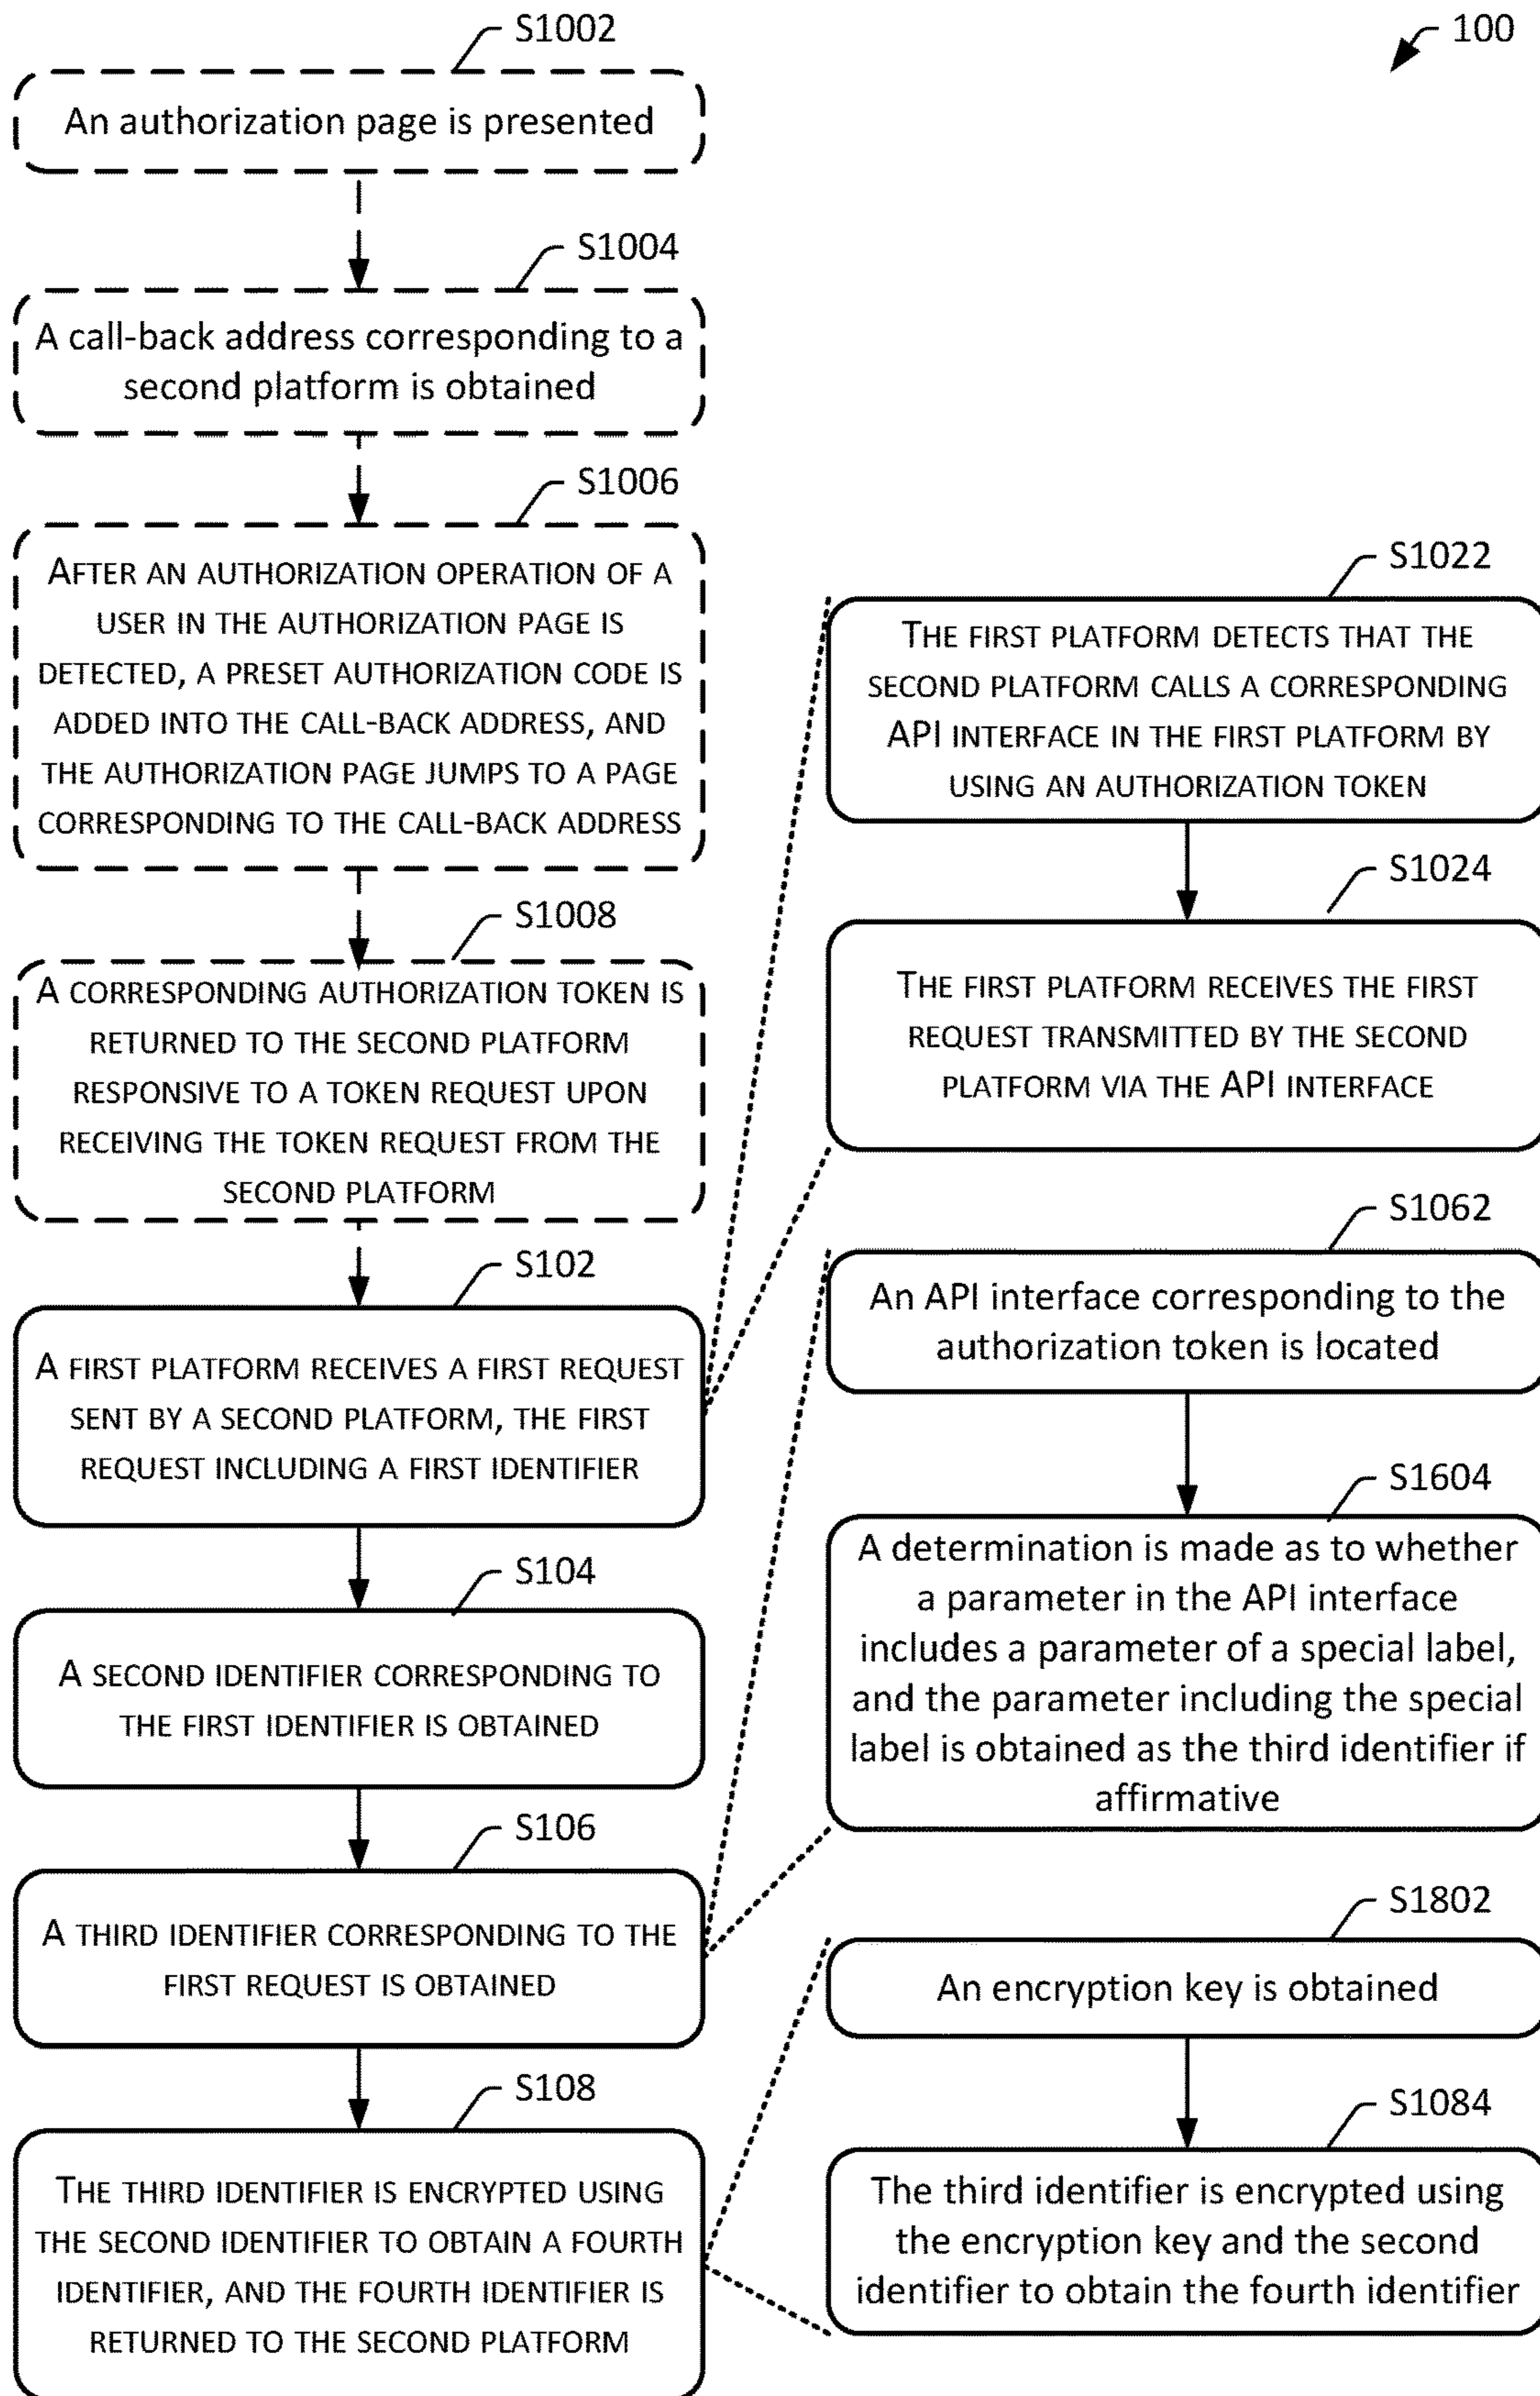 S1002
100
An authorization page is presented
S1004
A call-back address corresponding to a
second platform is obtained
S1006
AFTER AN AUTHORIZATION OPERATION OF A
USER IN THE AUTHORIZATION PAGE IS
DETECTED, A PRESET AUTHORIZATION CODE IS
ADDED INTO THE CALL-BACK ADDRESS, AND
THE AUTHORIZATION PAGE JUMPS TO A PAGE
CORRESPONDING TO THE CALL-BACK ADDRESS
S1008
A CORRESPONDING AUTHORIZATION TOKEN IS
RETURNED TO THE SECOND PLATFORM
RESPONSIVE TO A TOKEN REQUEST UPON
RECEIVING THE TOKEN REQUEST FROM THE
SECOND PLATFORM
S102
A FIRST PLATFORM RECEIVES A FIRST REQUEST
SENT BY A SECOND PLATFORM, THE FIRST
REQUEST INCLUDING A FIRST IDENTIFIER
S104
A SECOND IDENTIFIER CORRESPONDING TO
THE FIRST IDENTIFIER IS OBTAINED
S106
A THIRD IDENTIFIER CORRESPONDING TO THE
FIRST REQUEST IS OBTAINED
S108
THE THIRD IDENTIFIER IS ENCRYPTED USING
THE SECOND IDENTIFIER TO OBTAIN A FOURTH
IDENTIFIER, AND THE FOURTH IDENTIFIER IS
RETURNED TO THE SECOND PLATFORM
S1022
THE FIRST PLATFORM DETECTS THAT THE
SECOND PLATFORM CALLS A CORRESPONDING
API INTERFACE IN THE FIRST PLATFORM BY
USING AN AUTHORIZATION TOKEN
S1024
THE FIRST PLATFORM RECEIVES THE FIRST
REQUEST TRANSMITTED BY THE SECOND
PLATFORM VIA THE API INTERFACE
S1062
An API interface corresponding to the
authorization token is located
S1604
A determination is made as to whether
a parameter in the API interface
includes a parameter of a special label,
and the parameter including the special
label is obtained as the third identifier if
affirmative
S1802
An encryption key is obtained
S1084
The third identifier is encrypted using
the encryption key and the second
identifier to obtain the fourth identifier